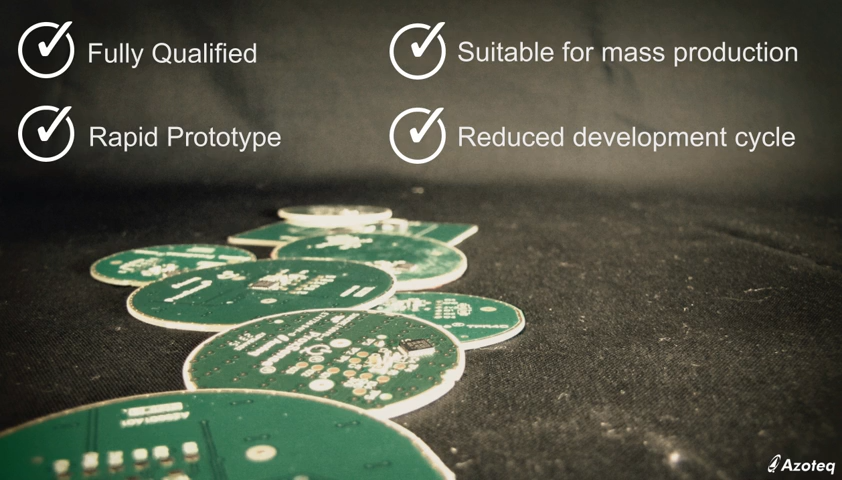 Fully Qualified
Suitable for mass production
Rapid Prototype
Reduced development cycle
Azoteq